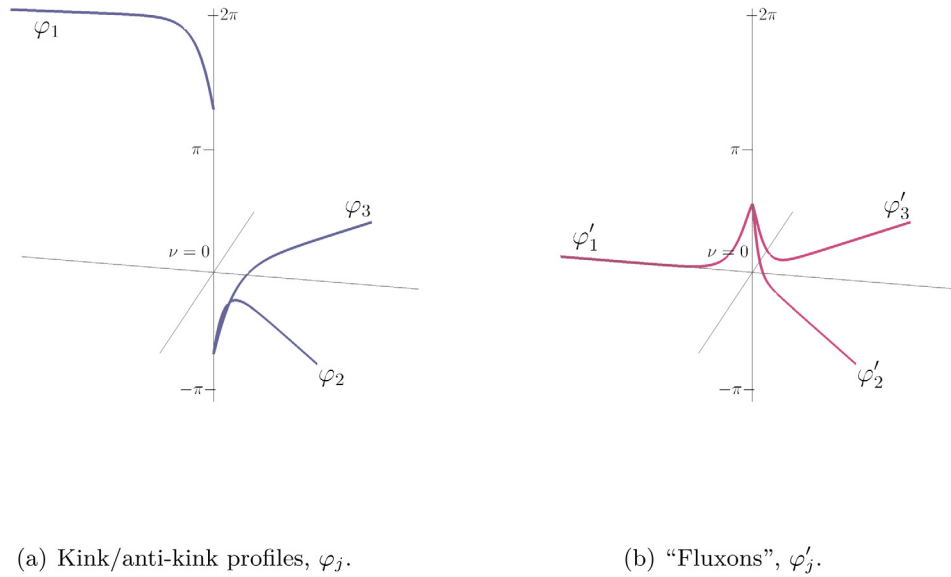 2π
φ₁
π
φ₃
ν = 0
−π
φ₂
2π
π
φ′₁
φ′₃
ν = 0
−π
φ′₂
(a) Kink/anti-kink profiles, φⱼ.
(b) “Fluxons”, φ′ⱼ.